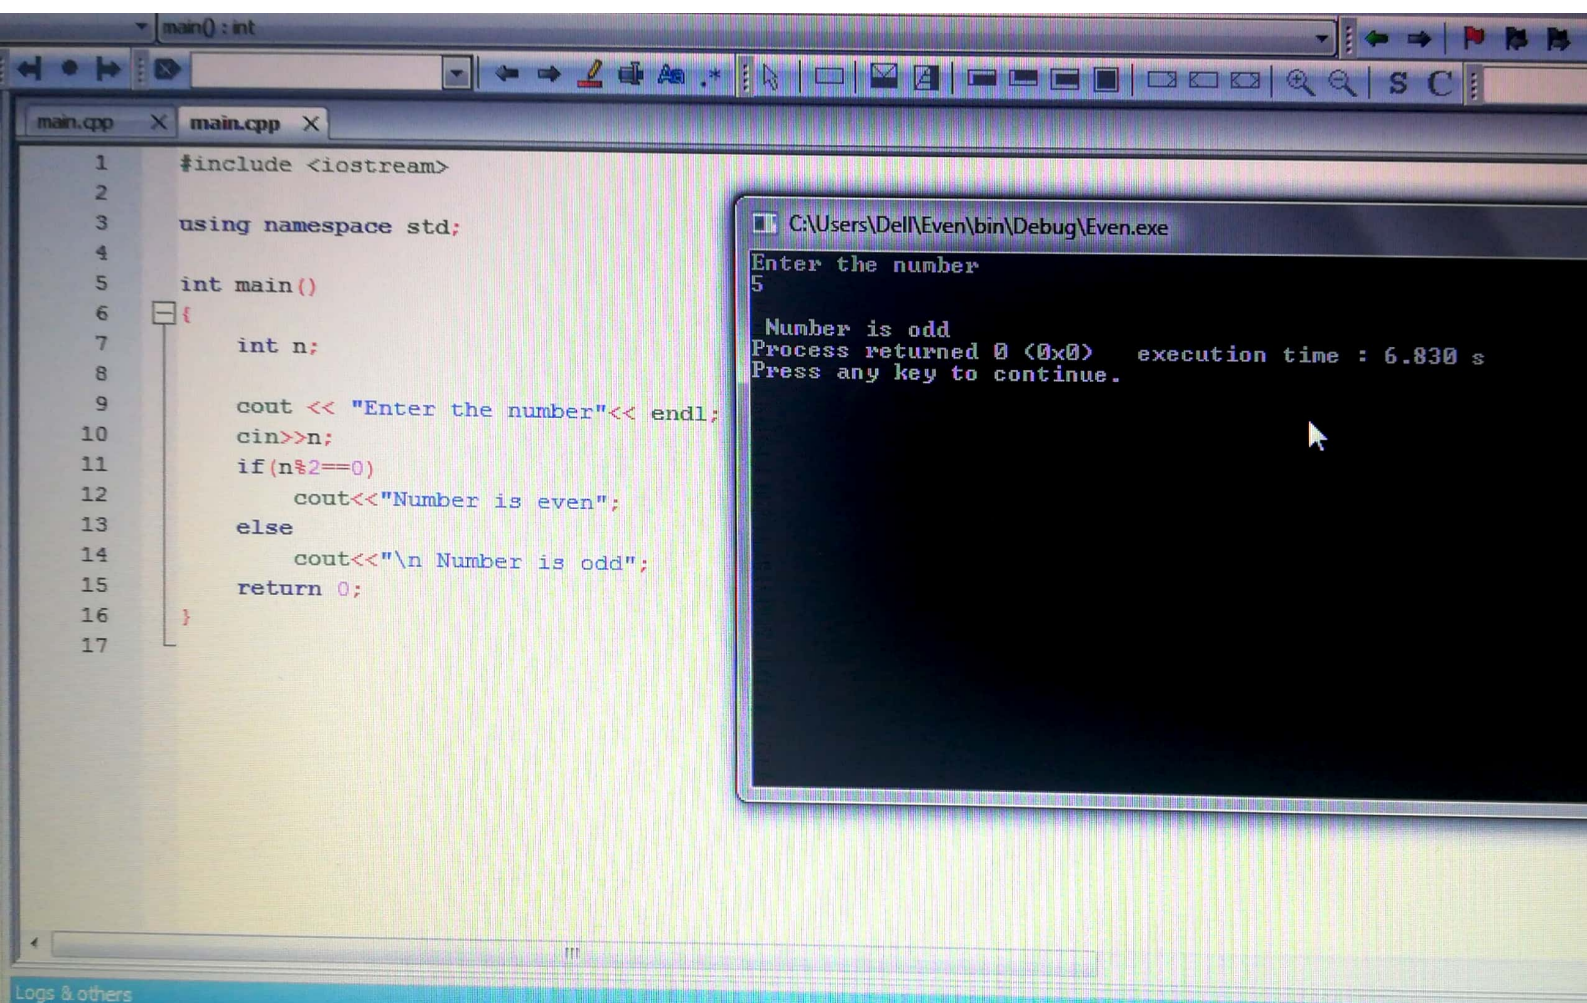 main() : int
S C
main.cpp main.cpp
1 #include <iostream>
2
3 using namespace std;
4
5 int main()
6 {
7 int n;
8
9 cout << "Enter the number"<< endl;
10 cin>>n;
11 if(n%2==0)
12 cout<<"Number is even";
13 else
14 cout<<"\n Number is odd";
15 return 0;
16 }
17
C:\Users\Dell\Even\bin\Debug\Even.exe
Enter the number
5
Number is odd
Process returned 0 (0x0) execution time : 6.830 s
Press any key to continue.
Logs & others